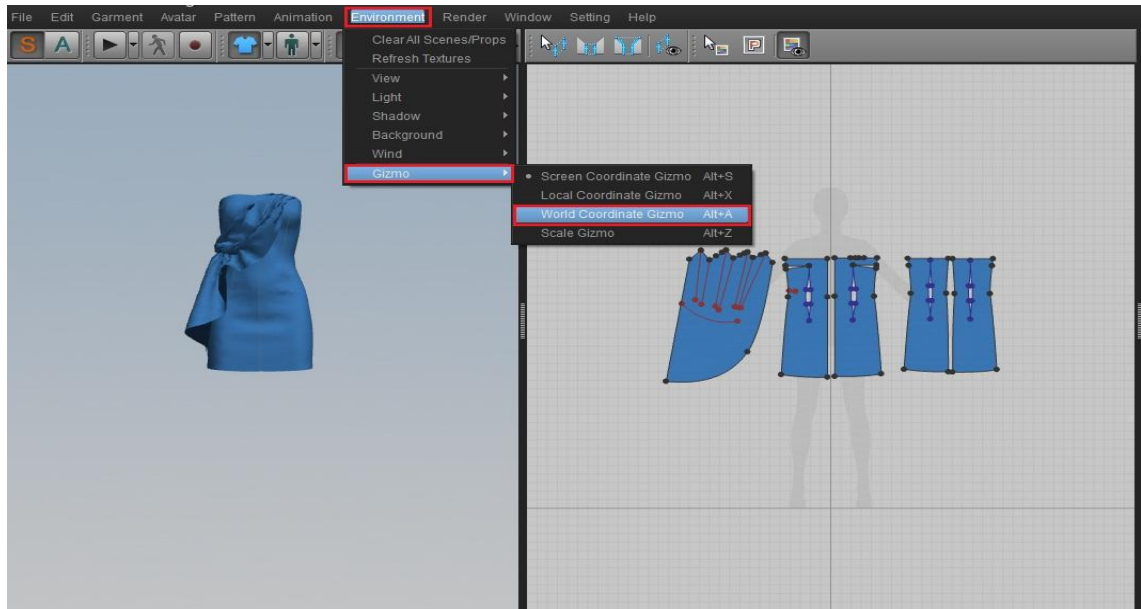 File Edit Garment Avatar Pattern Animation Environment Render Window Setting Help
S A
P
Clear All Scenes/Props
Refresh Textures
View
Light
Shadow
Background
Wind
Gizmo
Screen Coordinate Gizmo Alt+S
Local Coordinate Gizmo Alt+X
World Coordinate Gizmo Alt+A
Scale Gizmo Alt+Z